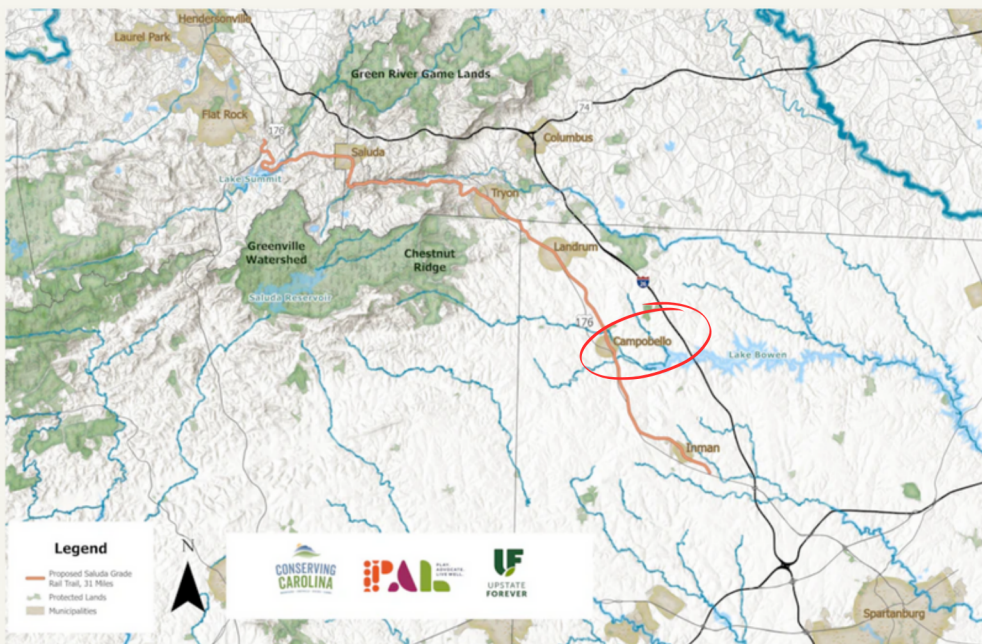 Hendersonville
Laurel Park
Green River Game Lands
74
Flat Rock
176
Columbus
Saluda
Lake Summit
Tryon
Greenville
Watershed
Chestnut
Ridge
Landrum
26
Saluda Reservoir
176
Campobello
Lake Bowen
Inman
Legend
Proposed Saluda Grade
Rail Trail, 31 Miles
Protected Lands
Municipalities
N
CONSERVING
CAROLINA
PAL
PLAY.
ADVOCATE.
LIVE WELL.
UF
UPSTATE
FOREVER
Spartanburg